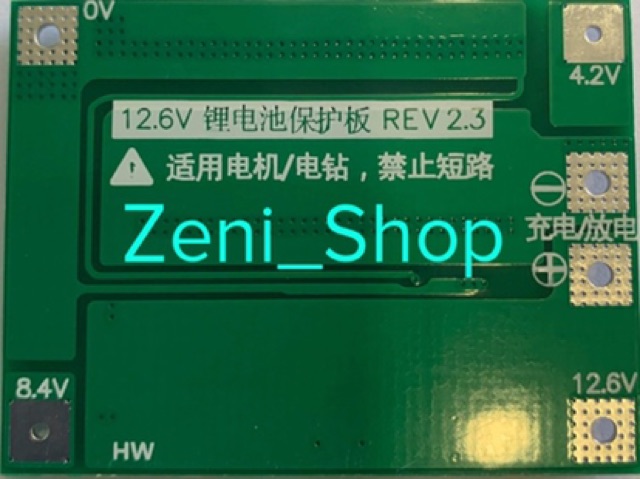 0V
4.2V
12.6V 锂电池保护板 REV 2.3
适用电机/电钻，禁止短路
充电/放电
Zeni_Shop
8.4V
12.6V
HW